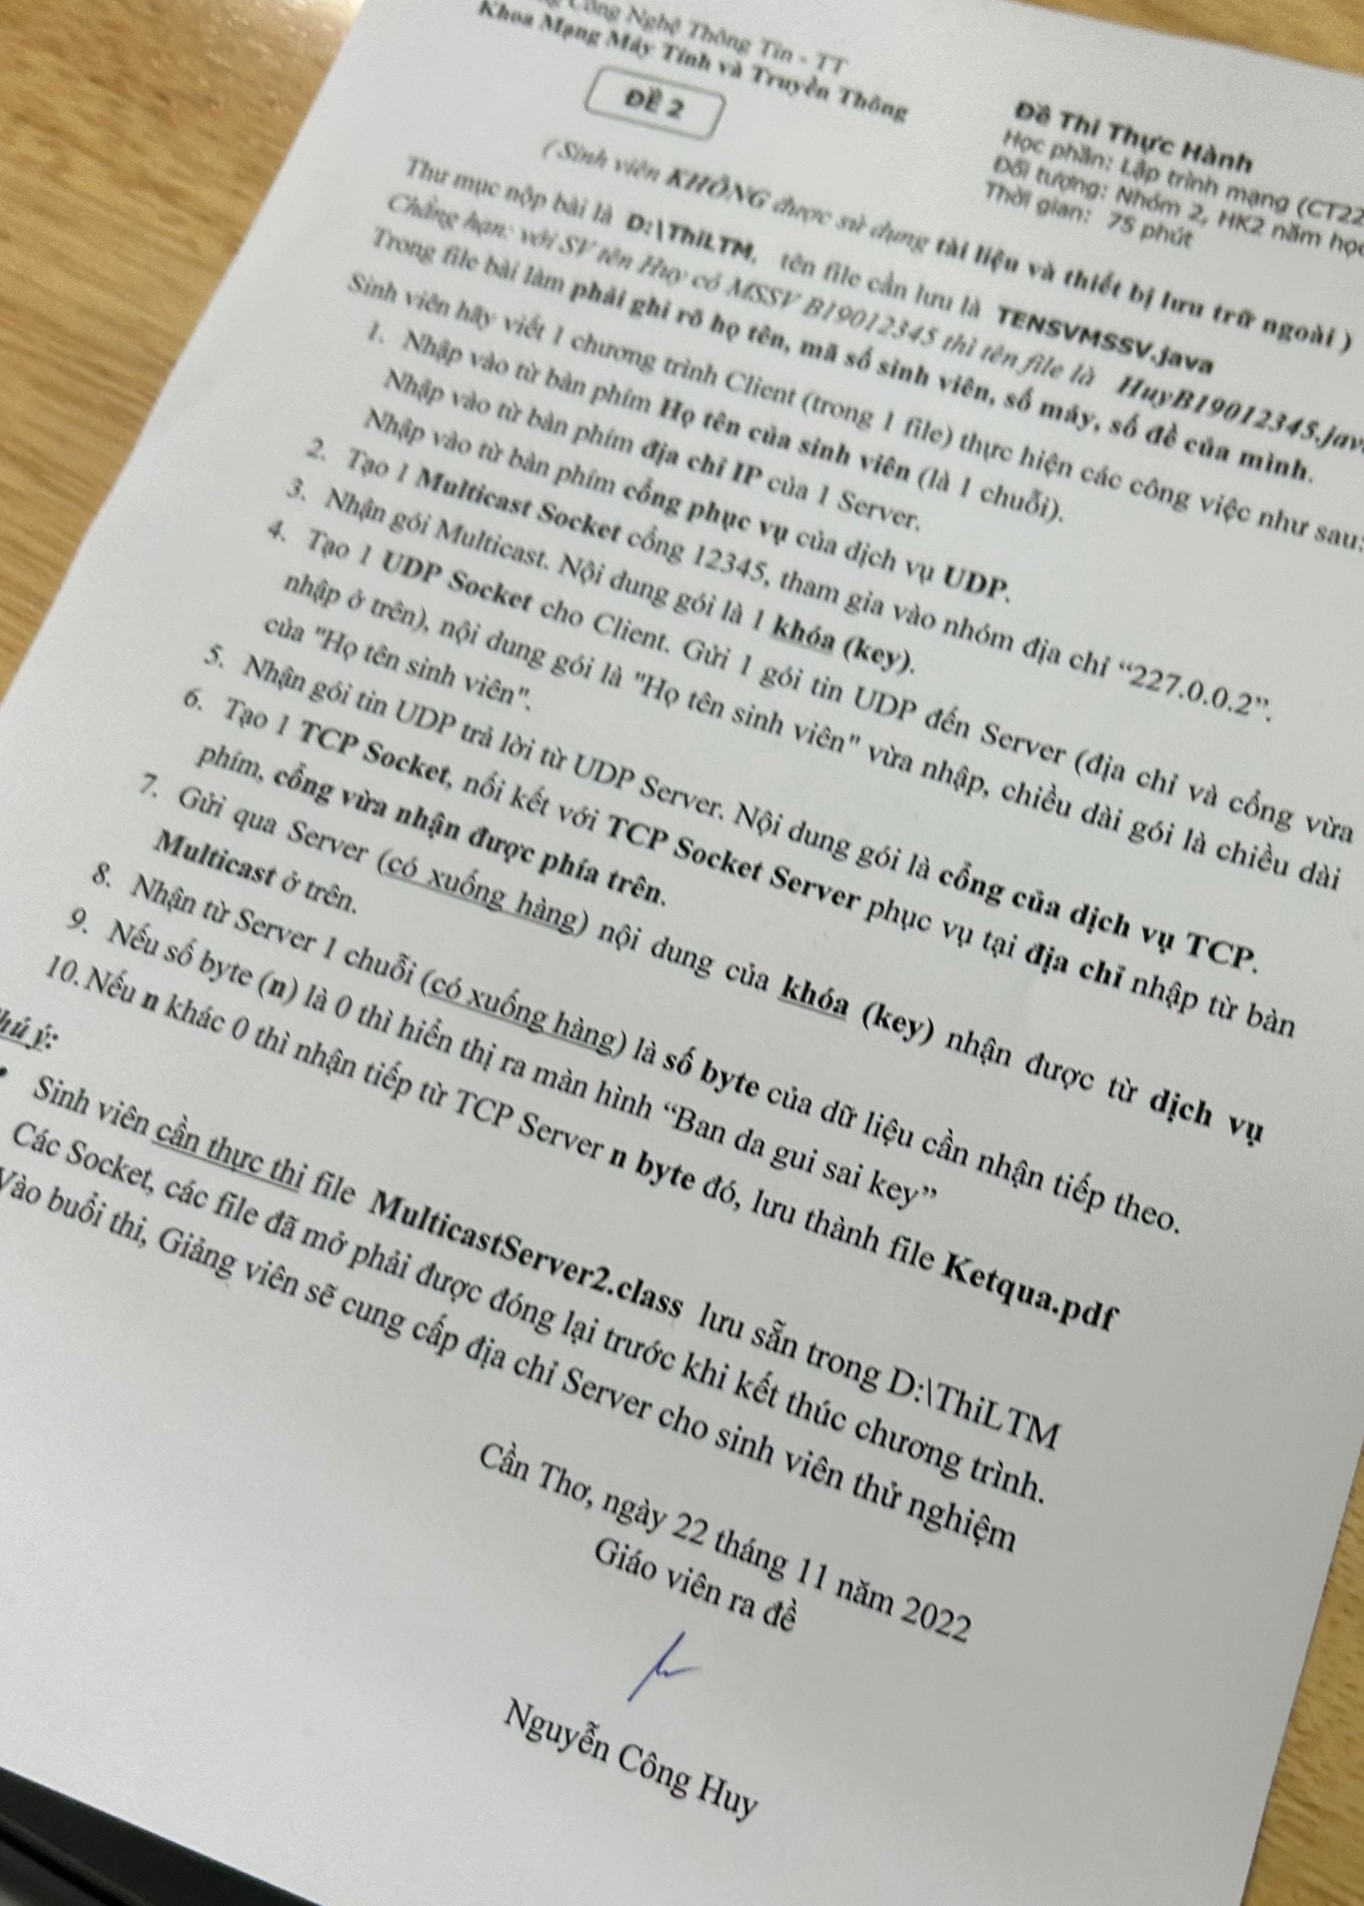 Công Nghệ Thông Tin - TT
Khoa Mạng Máy Tính và Truyền Thông
ĐỀ 2
Đề Thi Thực Hành
Học phần: Lập trình mạng (CT22
Đối tượng: Nhóm 2, HK2 năm học
Thời gian: 75 phút
( Sinh viên KHÔNG được sử dụng tài liệu và thiết bị lưu trữ ngoài )
Thư mục nộp bài là D:\ThiLTM, tên file cần lưu là TENSVMSSV.java
Chẳng hạn: với SV tên Huy có MSSV B19012345 thì tên file là HuyB19012345.jav
Trong file bài làm phải ghi rõ họ tên, mã số sinh viên, số máy, số đề của mình.
Sinh viên hãy viết 1 chương trình Client (trong 1 file) thực hiện các công việc như sau:
1. Nhập vào từ bàn phím Họ tên của sinh viên (là 1 chuỗi).
Nhập vào từ bàn phím địa chỉ IP của 1 Server.
Nhập vào từ bàn phím cổng phục vụ của dịch vụ UDP.
2. Tạo 1 Multicast Socket cổng 12345, tham gia vào nhóm địa chỉ “227.0.0.2”.
3. Nhận gói Multicast. Nội dung gói là 1 khóa (key).
4. Tạo 1 UDP Socket cho Client. Gửi 1 gói tin UDP đến Server (địa chỉ và cổng vừa
nhập ở trên), nội dung gói là "Họ tên sinh viên" vừa nhập, chiều dài gói là chiều dài
của "Họ tên sinh viên".
5. Nhận gói tin UDP trả lời từ UDP Server. Nội dung gói là cổng của dịch vụ TCP.
6. Tạo 1 TCP Socket, nối kết với TCP Socket Server phục vụ tại địa chỉ nhập từ bàn
phím, cổng vừa nhận được phía trên.
7. Gửi qua Server (có xuống hàng) nội dung của khóa (key) nhận được từ dịch vụ
Multicast ở trên.
8. Nhận từ Server 1 chuỗi (có xuống hàng) là số byte của dữ liệu cần nhận tiếp theo.
9. Nếu số byte (n) là 0 thì hiển thị ra màn hình “Ban da gui sai key”
10. Nếu n khác 0 thì nhận tiếp từ TCP Server n byte đó, lưu thành file Ketqua.pdf
hú ý:
• Sinh viên cần thực thi file MulticastServer2.class lưu sẵn trong D:\ThiLTM
Các Socket, các file đã mở phải được đóng lại trước khi kết thúc chương trình.
Vào buổi thi, Giảng viên sẽ cung cấp địa chỉ Server cho sinh viên thử nghiệm
Cần Thơ, ngày 22 tháng 11 năm 2022
Giáo viên ra đề
Nguyễn Công Huy